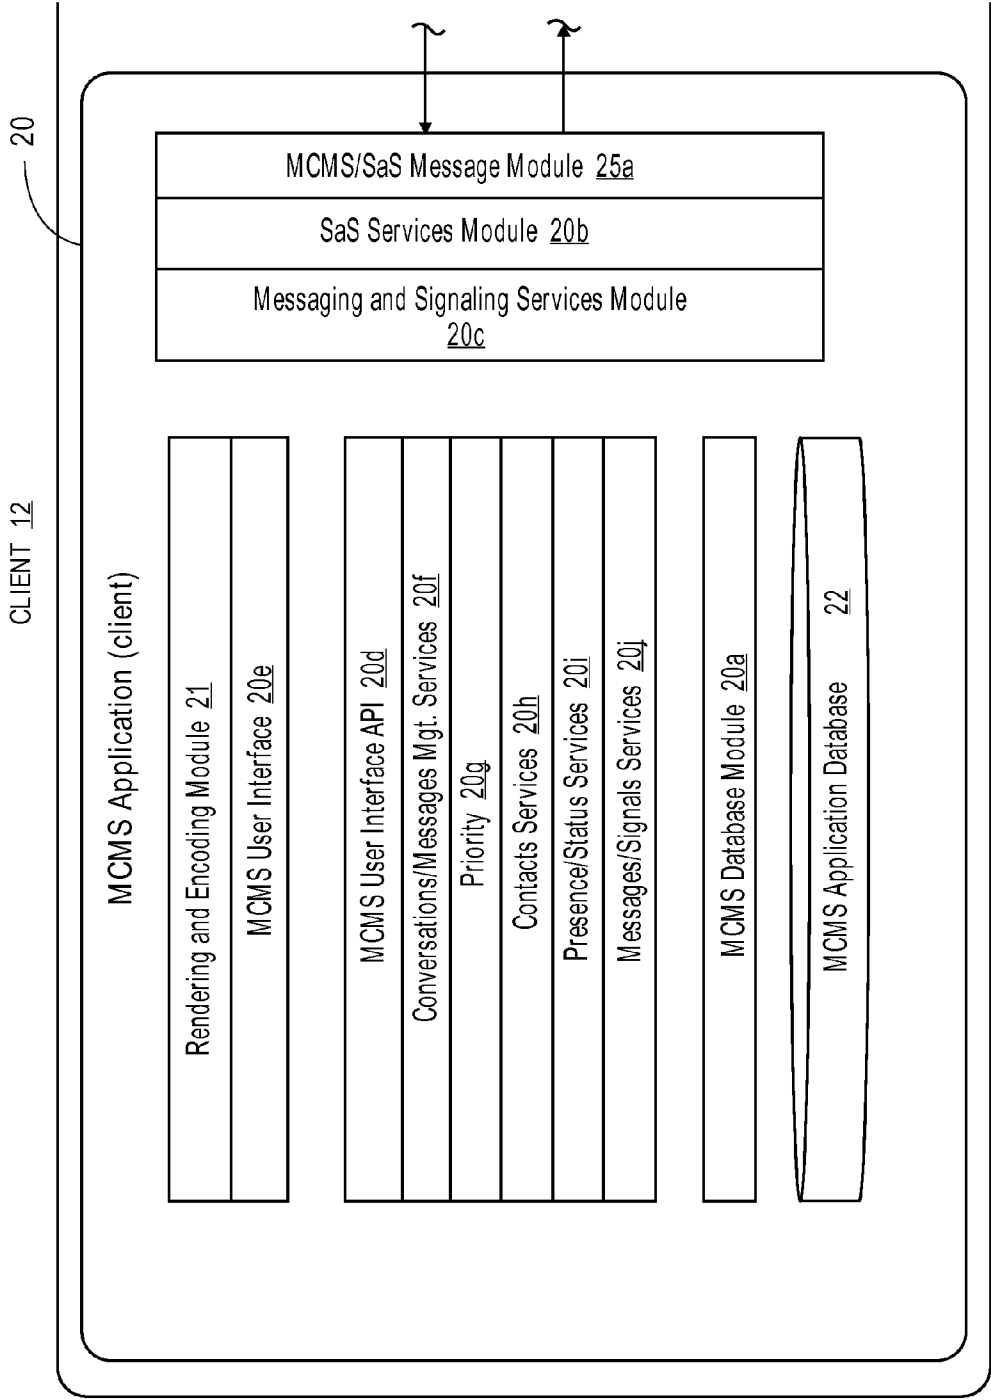 CLIENT 12
20
MCMS Application (client)
Rendering and Encoding Module 21
MCMS User Interface 20e
MCMS User Interface API 20d
Conversations/Messages Mgt. Services 20f
Priority 20g
Contacts Services 20h
Presence/Status Services 20i
Messages/Signals Services 20j
MCMS Database Module 20a
MCMS Application Database 22
MCMS/SaS Message Module 25a
SaS Services Module 20b
Messaging and Signaling Services Module
20c